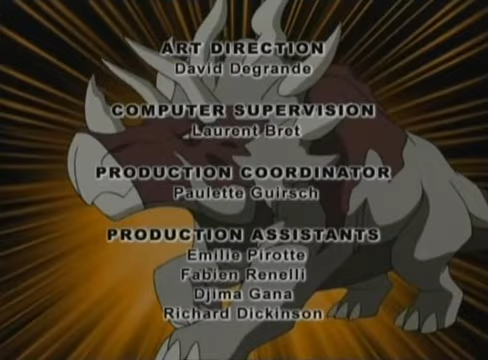 ART DIRECTION
David Degrande
COMPUTER SUPERVISION
Laurent Bret
PRODUCTION COORDINATOR
Paulette Guirsch
PRODUCTION ASSISTANTS
Emilie Pirotte
Fabien Renelli
Djima Gana
Richard Dickinson